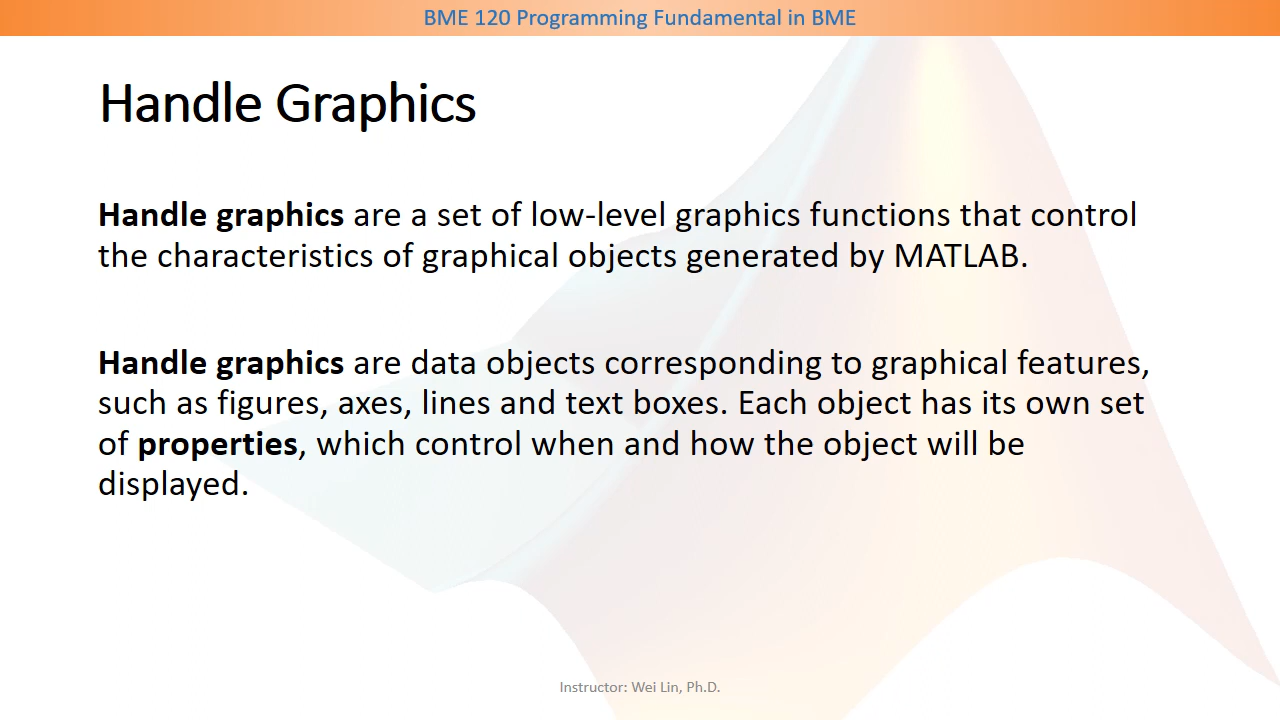 BME 120 Programming Fundamental in BME
Handle Graphics
Handle graphics are a set of low-level graphics functions that control
the characteristics of graphical objects generated by MATLAB.
Handle graphics are data objects corresponding to graphical features,
such as figures, axes, lines and text boxes. Each object has its own set
of properties, which control when and how the object will be
displayed.
Instructor: Wei Lin, Ph.D.